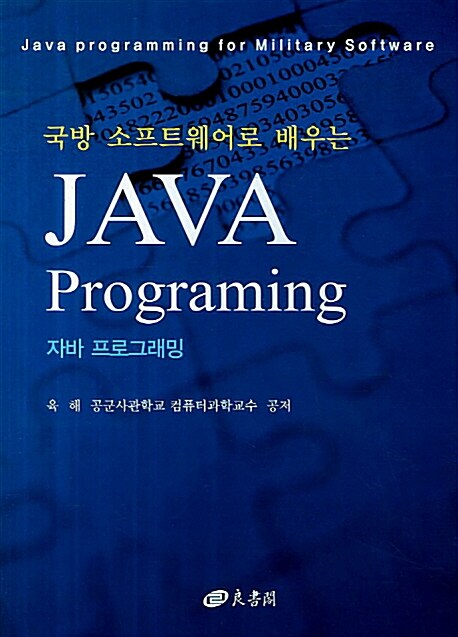 Java programming for Military Software
국방 소프트웨어로 배우는
JAVA
Programing
자바 프로그래밍
육 해 공군사관학교 컴퓨터과학교수 공저
良書閣